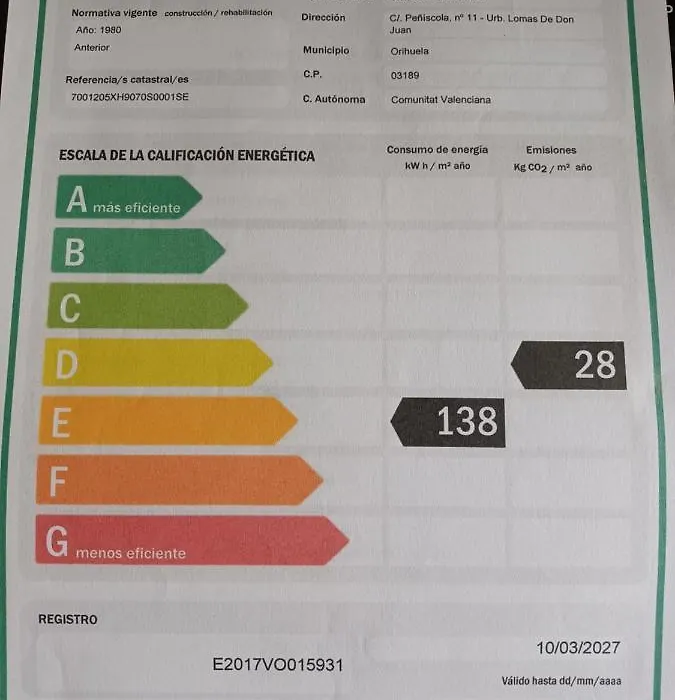 Normativa vigente construcción / rehabilitación
Año: 1980
Anterior
Referencia/s catastral/es
7001205XH9070S0001SE
Dirección
C/. Peñiscola, nº 11 - Urb. Lomas De Don
Juan
Municipio
Orihuela
C.P.
03189
C. Autónoma
Comunitat Valenciana
ESCALA DE LA CALIFICACIÓN ENERGÉTICA
Consumo de energía
kW h / m² año
Emisiones
Kg CO2 / m² año
A más eficiente
B
C
D
28
E
138
F
G menos eficiente
REGISTRO
E2017VO015931
10/03/2027
Válido hasta dd/mm/aaaa